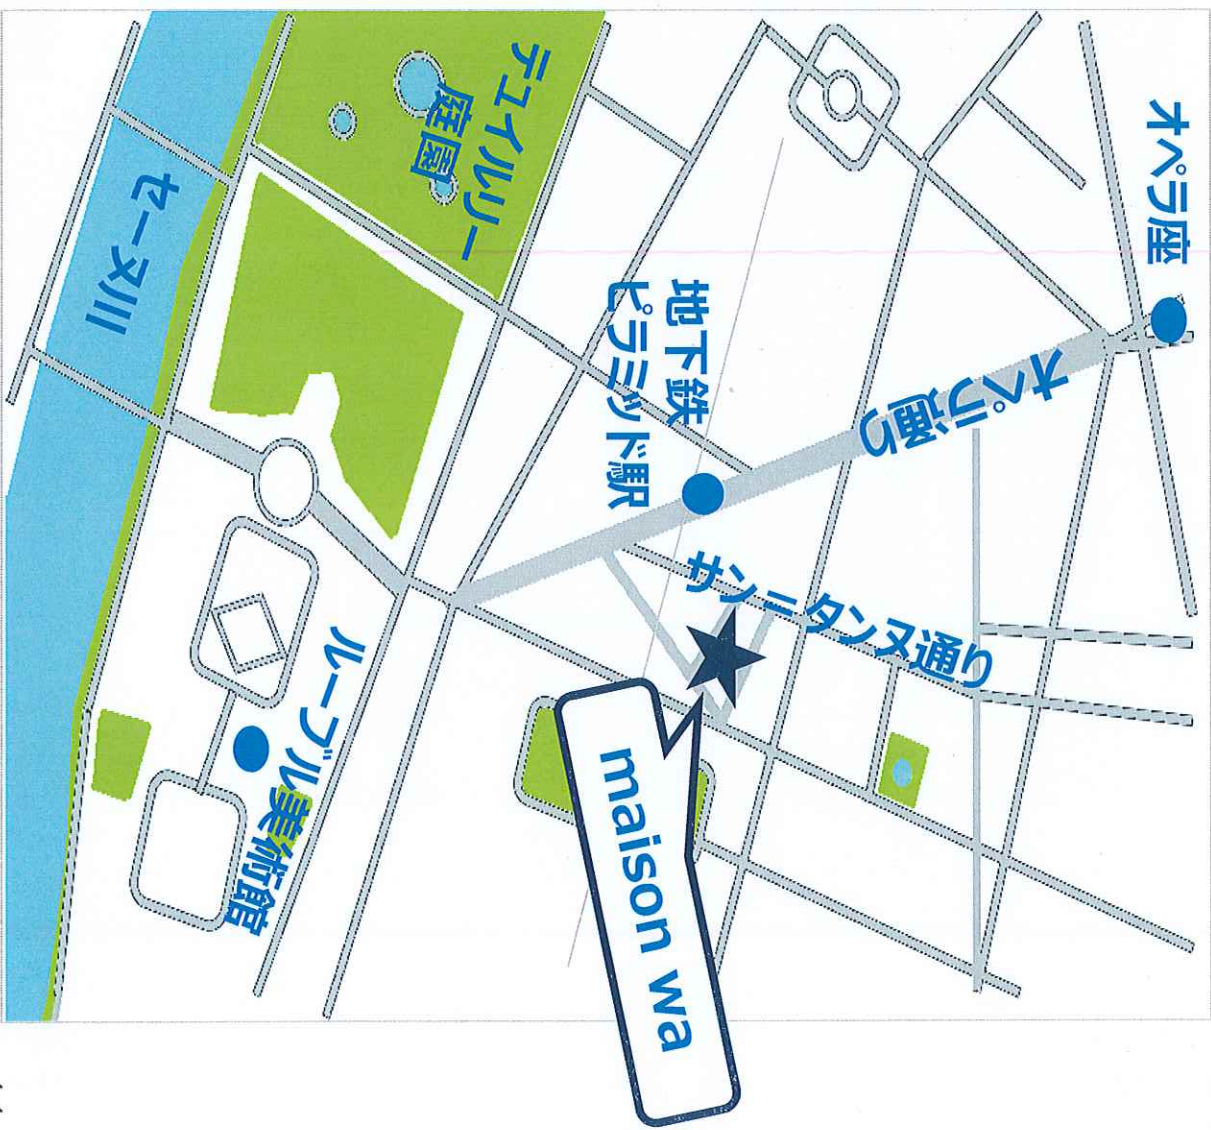 オペラ座
オペラ通り
サン=タンヌ通り
地下鉄
ピラミッド駅
maison wa
テュイルリー
庭園
ルーブル美術館
セーヌ川